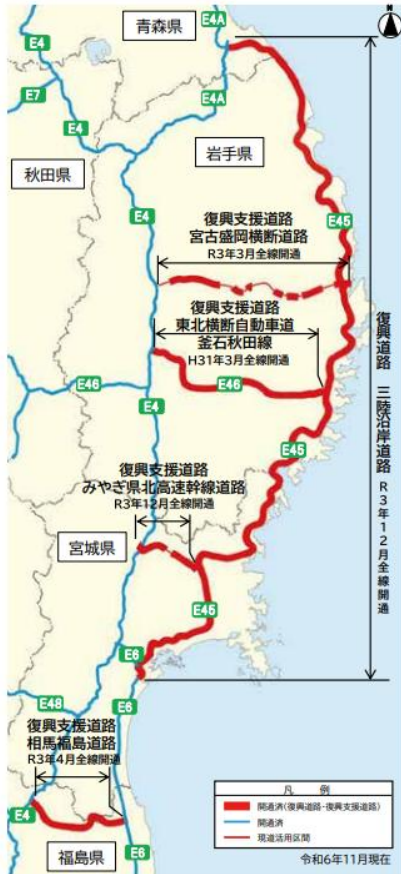 N
青森県
E4A
E4
E4A
E7
E4
岩手県
秋田県
E4
E45
復興支援道路
宮古盛岡横断道路
R3年3月全線開通
復興支援道路
東北横断自動車道
釜石秋田線
H31年3月全線開通
E46
E46
E4
E45
復興道路 三陸沿岸道路 R3年12月全線開通
復興支援道路
みやぎ県北高速幹線道路
R3年12月全線開通
宮城県
E45
E6
E48
E6
復興支援道路
相馬福島道路
R3年4月全線開通
E4
E6
福島県
凡 例
開通済(復興道路・復興支援道路)
開通済
現道活用区間
令和6年11月現在